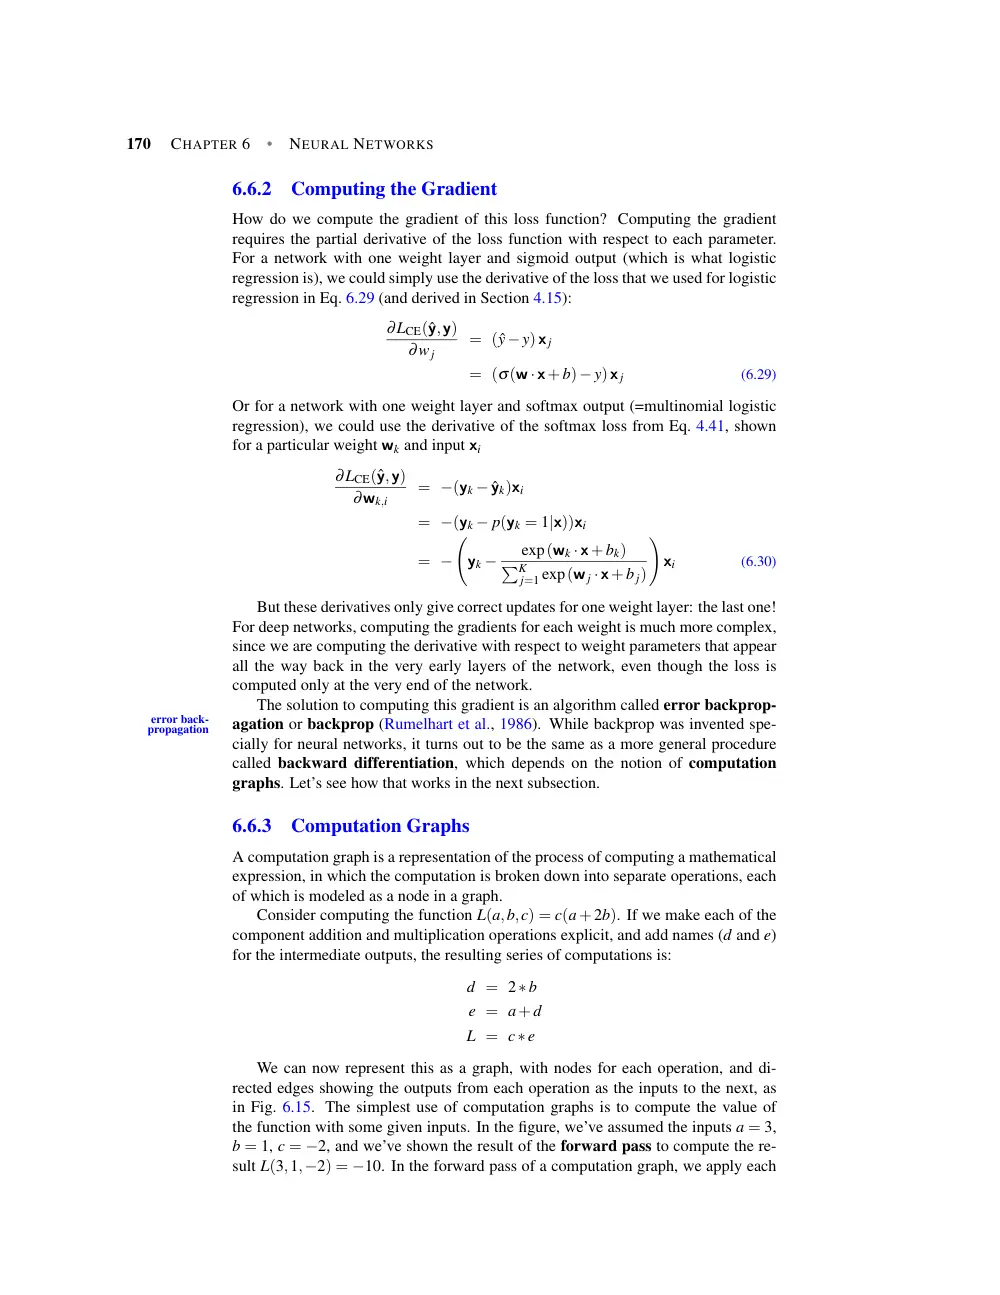 170 CHAPTER 6 • NEURAL NETWORKS
6.6.2 Computing the Gradient
How do we compute the gradient of this loss function? Computing the gradient
requires the partial derivative of the loss function with respect to each parameter.
For a network with one weight layer and sigmoid output (which is what logistic
regression is), we could simply use the derivative of the loss that we used for logistic
regression in Eq. 6.29 (and derived in Section 4.15):
∂L_CE(ŷ, y) / ∂w_j = (ŷ − y) x_j
= (σ(w · x + b) − y) x_j (6.29)
Or for a network with one weight layer and softmax output (=multinomial logistic
regression), we could use the derivative of the softmax loss from Eq. 4.41, shown
for a particular weight w_k and input x_i
∂L_CE(ŷ, y) / ∂w_k,i = −(y_k − ŷ_k)x_i
= −(y_k − p(y_k = 1|x))x_i
= − ( y_k − exp (w_k · x + b_k) / ∑_{j=1}^K exp (w_j · x + b_j) ) x_i (6.30)
But these derivatives only give correct updates for one weight layer: the last one!
For deep networks, computing the gradients for each weight is much more complex,
since we are computing the derivative with respect to weight parameters that appear
all the way back in the very early layers of the network, even though the loss is
computed only at the very end of the network.
The solution to computing this gradient is an algorithm called error backprop-
error back-
propagation
agation or backprop (Rumelhart et al., 1986). While backprop was invented spe-
cially for neural networks, it turns out to be the same as a more general procedure
called backward differentiation, which depends on the notion of computation
graphs. Let's see how that works in the next subsection.
6.6.3 Computation Graphs
A computation graph is a representation of the process of computing a mathematical
expression, in which the computation is broken down into separate operations, each
of which is modeled as a node in a graph.
Consider computing the function L(a, b, c) = c(a + 2b). If we make each of the
component addition and multiplication operations explicit, and add names (d and e)
for the intermediate outputs, the resulting series of computations is:
d = 2 ∗ b
e = a + d
L = c ∗ e
We can now represent this as a graph, with nodes for each operation, and di-
rected edges showing the outputs from each operation as the inputs to the next, as
in Fig. 6.15. The simplest use of computation graphs is to compute the value of
the function with some given inputs. In the figure, we've assumed the inputs a = 3,
b = 1, c = −2, and we've shown the result of the forward pass to compute the re-
sult L(3, 1, −2) = −10. In the forward pass of a computation graph, we apply each